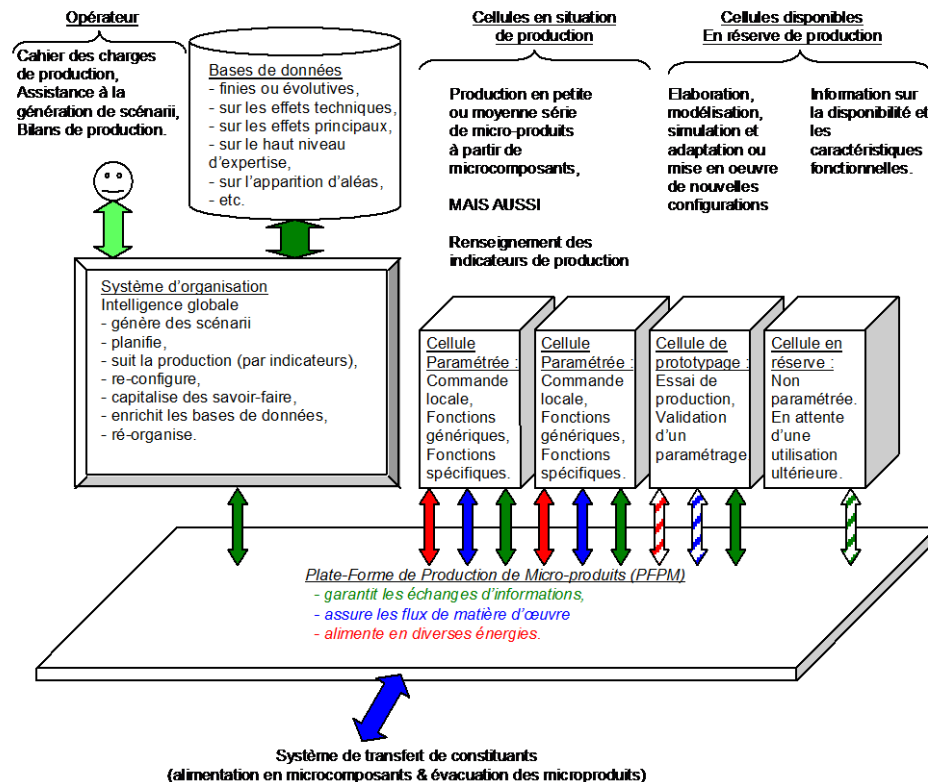 Opérateur
Cahier des charges
de production,
Assistance à la
génération de scénarii,
Bilans de production.
Bases de données
- finies ou évolutives,
- sur les effets techniques,
- sur les effets principaux,
- sur le haut niveau
d'expertise,
- sur l'apparition d'aléas,
- etc.
Cellules en situation
de production
Production en petite
ou moyenne série
de micro-produits
à partir de
microcomposants,
MAIS AUSSI
Renseignement des
indicateurs de production
Cellules disponibles
En réserve de production
Elaboration,
modélisation,
simulation et
adaptation ou
mise en oeuvre
de nouvelles
configurations
Information sur
la disponibilité et
les
caractéristiques
fonctionnelles.
Système d'organisation
Intelligence globale
- génère des scénarii
- planifie,
- suit la production (par indicateurs),
- re-configure,
- capitalise des savoir-faire,
- enrichit les bases de données,
- ré-organise.
Cellule
Paramétrée :
Commande
locale,
Fonctions
génériques,
Fonctions
spécifiques.
Cellule
Paramétrée :
Commande
locale,
Fonctions
génériques,
Fonctions
spécifiques.
Cellule de
prototypage :
Essai de
production,
Validation
d'un
paramétrage
Cellule en
réserve :
Non
paramétrée.
En attente
d'une
utilisation
ultérieure.
Plate-Forme de Production de Micro-produits (PFPM)
- garantit les échanges d'informations,
- assure les flux de matière d'œuvre
- alimente en diverses énergies.
Système de transfert de constituants
(alimentation en microcomposants & évacuation des microproduits)